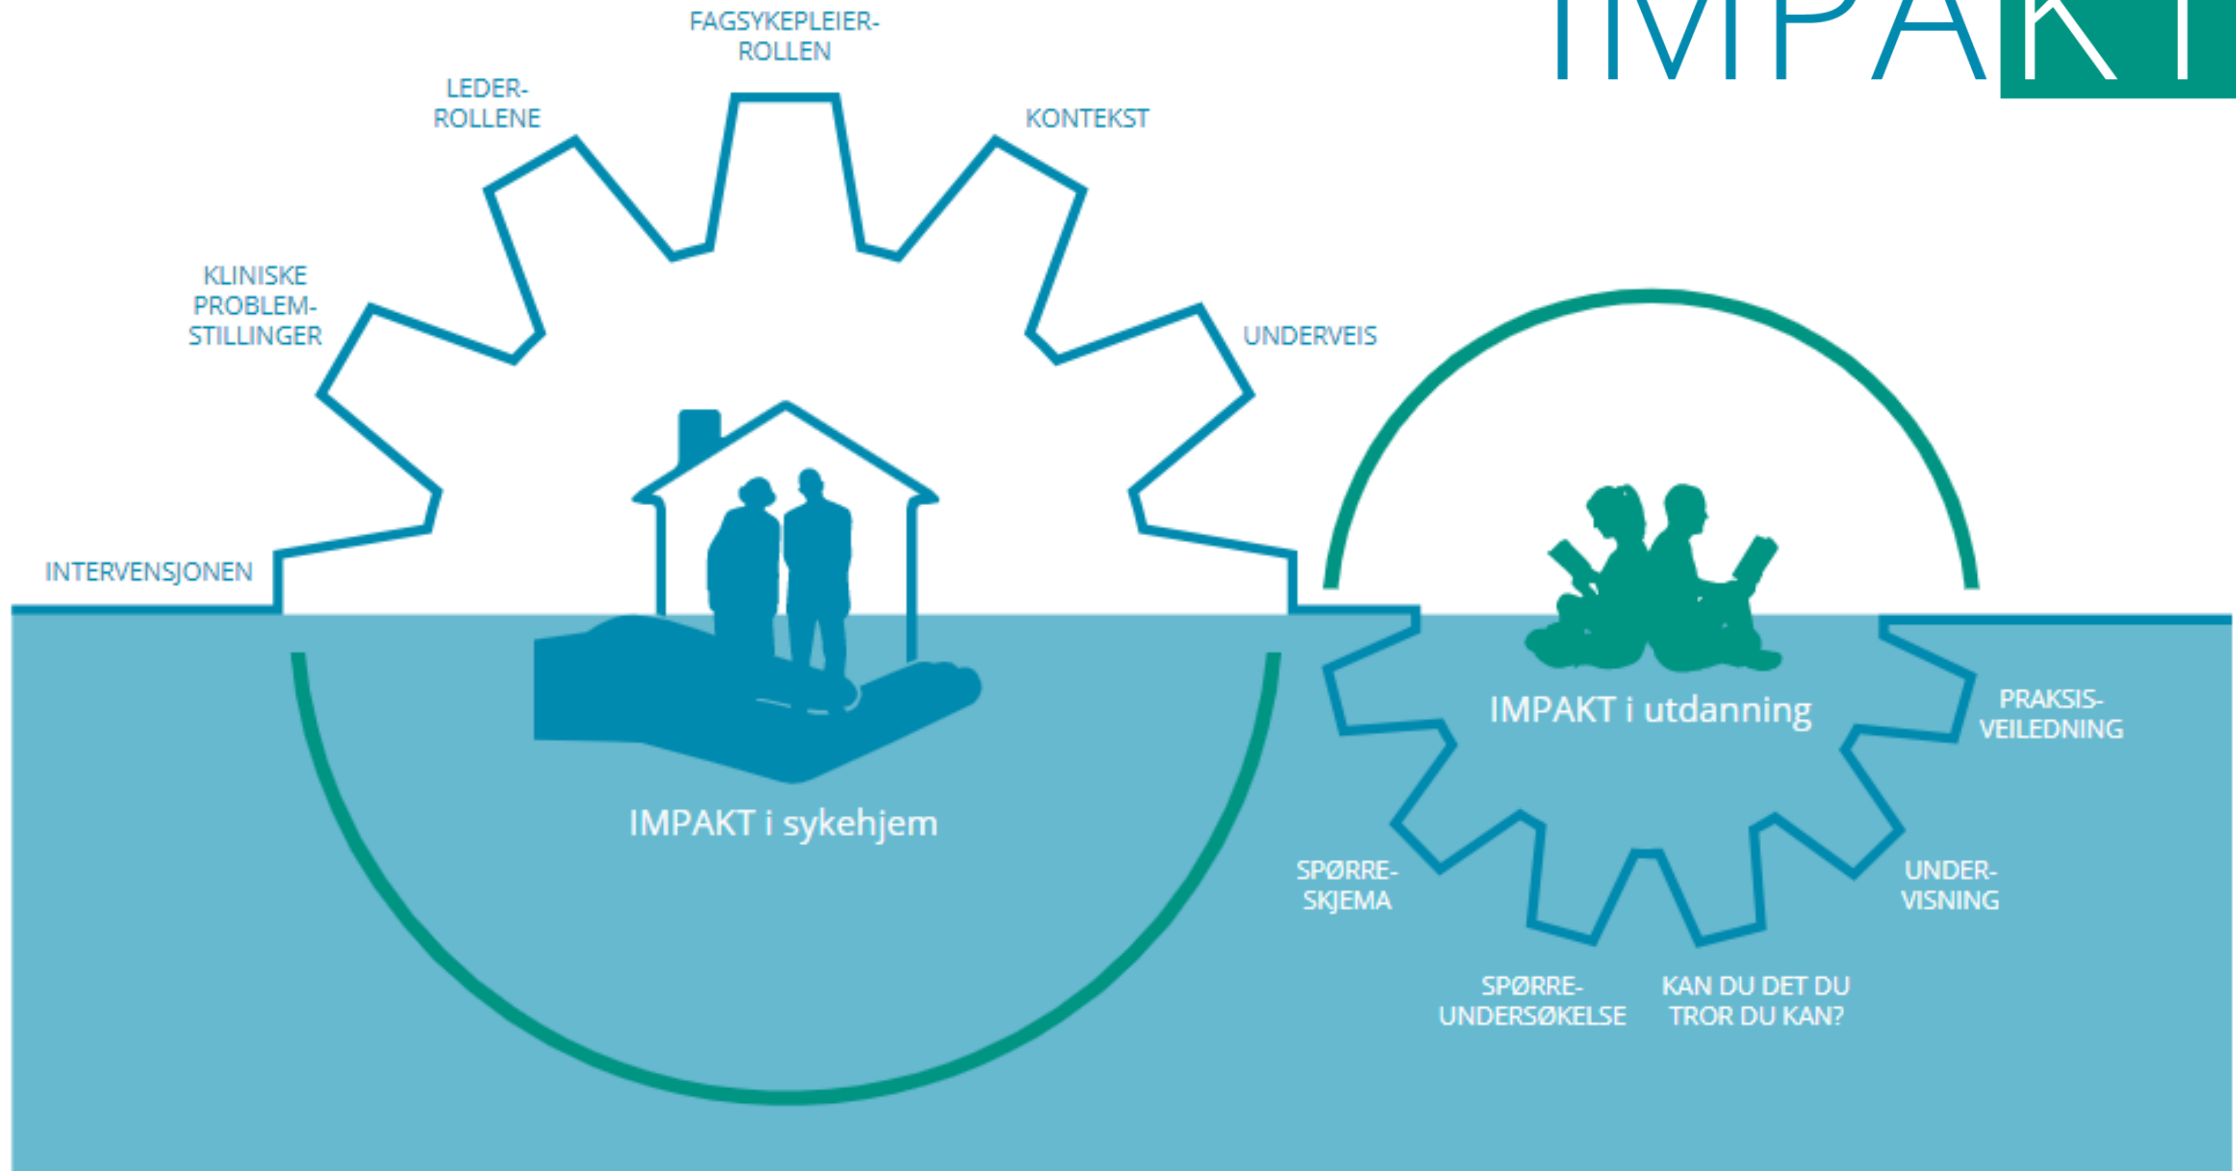 IMPAKT
FAGSYKEPLEIER-
ROLLEN
LEDER-
ROLLENE
KONTEKST
KLINISKE
PROBLEM-
STILLINGER
UNDERVEIS
INTERVENSJONEN
IMPAKT i utdanning
PRAKSIS-
VEILEDNING
IMPAKT i sykehjem
SPØRRE-
SKJEMA
UNDER-
VISNING
SPØRRE-
UNDERSØKELSE
KAN DU DET DU
TROR DU KAN?